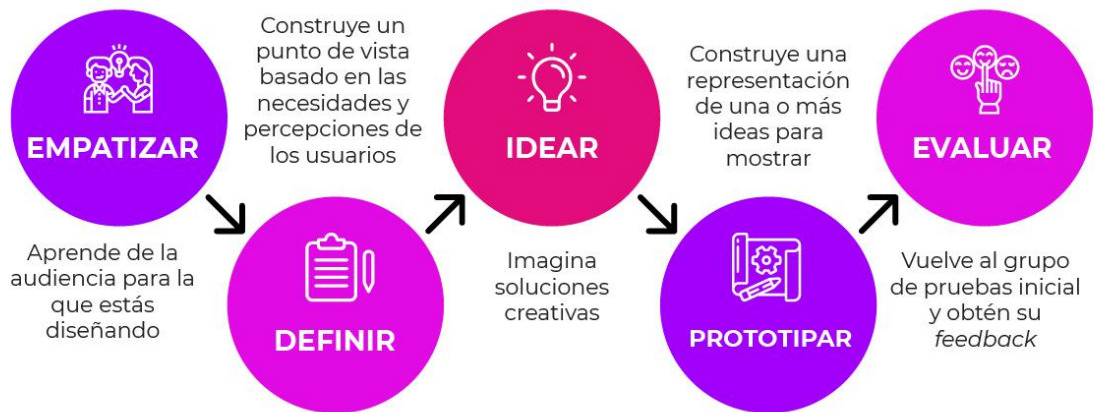 EMPATIZAR
Aprende de la
audiencia para la
que estás
diseñando
Construye un
punto de vista
basado en las
necesidades y
percepciones de
los usuarios
DEFINIR
IDEAR
Imagina
soluciones
creativas
Construye una
representación
de una o más
ideas para
mostrar
PROTOTIPAR
EVALUAR
Vuelve al grupo
de pruebas inicial
y obtén su
feedback